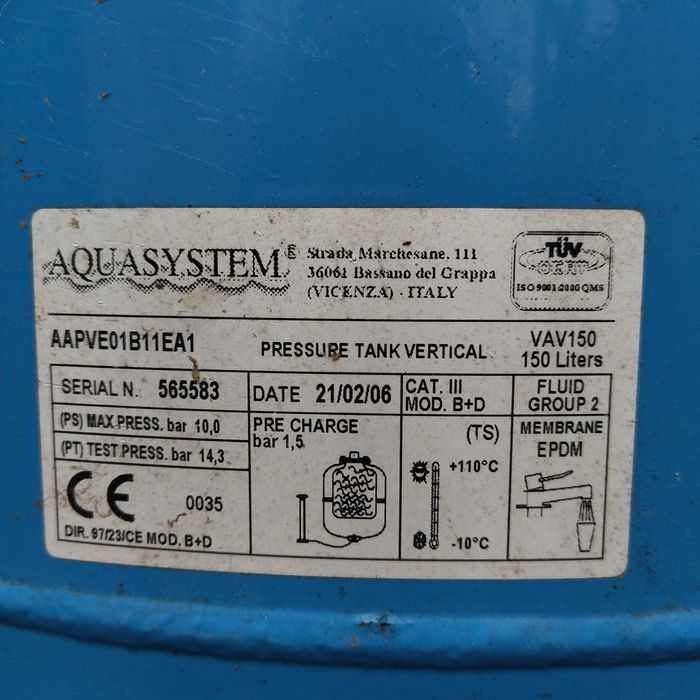 AQUASYSTEM ®
Strada Marchesane, 111
36061 Bassano del Grappa
(VICENZA) - ITALY
TÜV
CERT
ISO 9001:2000 QMS
AAPVE01B11EA1
PRESSURE TANK VERTICAL
VAV150
150 Liters
SERIAL N. 565583
DATE 21/02/06
CAT. III
MOD. B+D
FLUID
GROUP 2
(PS) MAX PRESS. bar 10,0
(PT) TEST PRESS. bar 14,3
PRE CHARGE
bar 1,5
(TS)
+110°C
-10°C
MEMBRANE
EPDM
CE 0035
DIR. 97/23/CE MOD. B+D